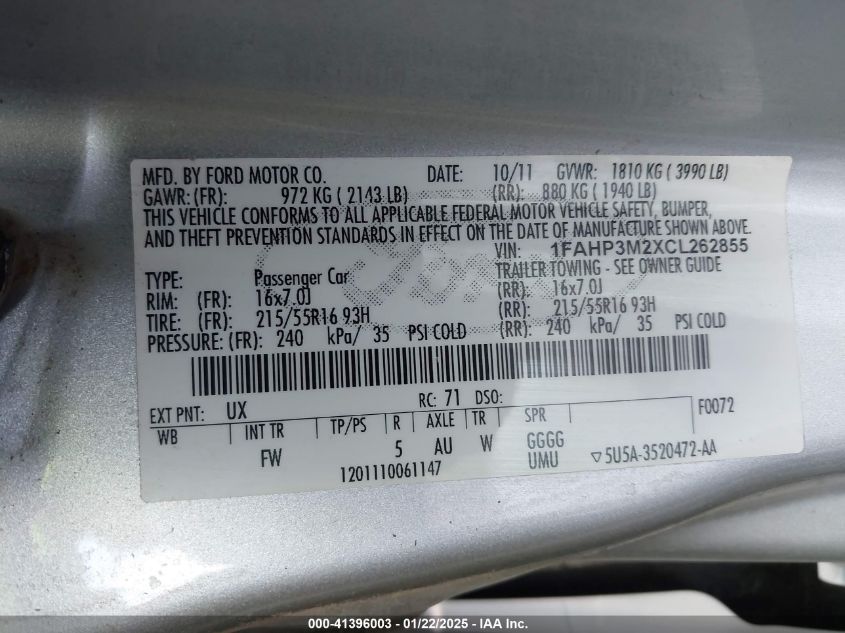 MFD. BY FORD MOTOR CO. DATE: 10/11 GVWR: 1810 KG ( 3990 LB)
GAWR: (FR): 972 KG ( 2143 LB) (RR): 880 KG ( 1940 LB)
THIS VEHICLE CONFORMS TO ALL APPLICABLE FEDERAL MOTOR VEHICLE SAFETY, BUMPER,
AND THEFT PREVENTION STANDARDS IN EFFECT ON THE DATE OF MANUFACTURE SHOWN ABOVE.
VIN: 1FAHP3M2XCL262855
TYPE: Passenger Car TRAILER TOWING - SEE OWNER GUIDE
RIM: (FR): 16x7.0J (RR): 16x7.0J
TIRE: (FR): 215/55R16 93H (RR): 215/55R16 93H
PRESSURE: (FR): 240 kPa/ 35 PSI COLD (RR): 240 kPa/ 35 PSI COLD
EXT PNT: UX RC: 71 DSO: F0072
WB INT TR TP/PS R AXLE TR SPR
FW 5 AU W GGGG
UMU ▽5U5A-3520472-AA
1201110061147
000-41396003 - 01/22/2025 - IAA Inc.